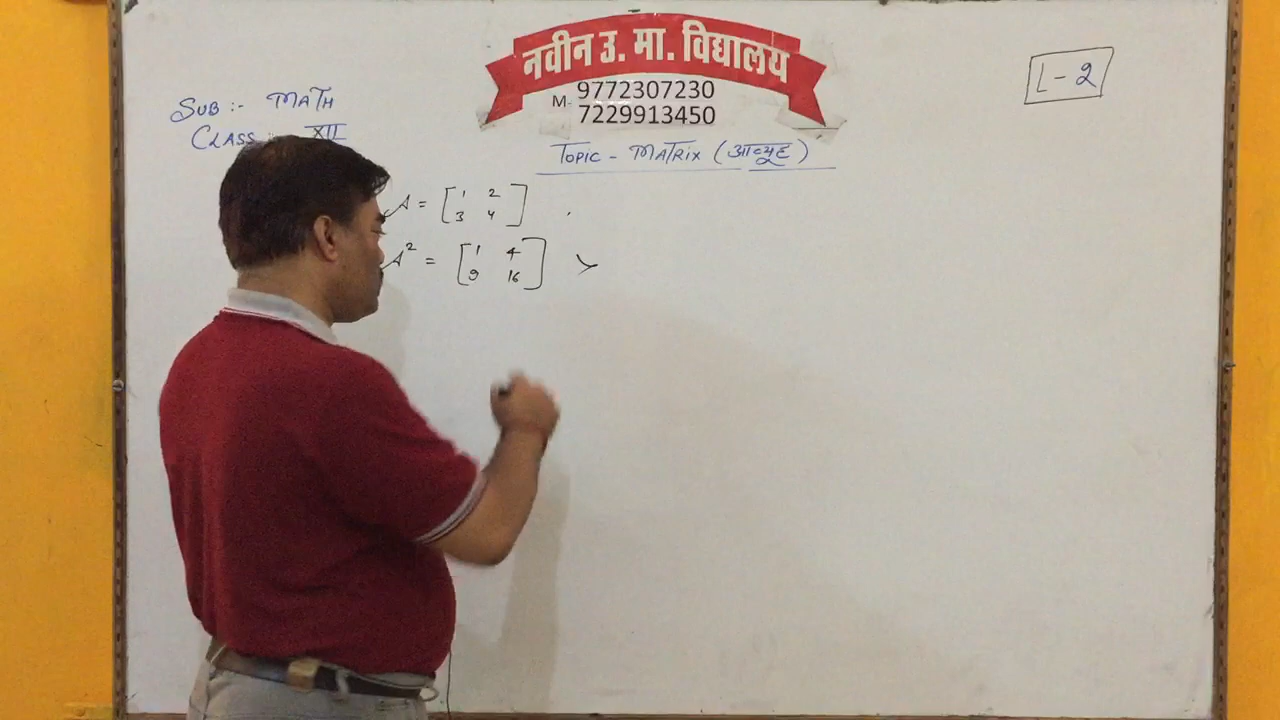 नवीन उ. मा. विद्यालय
M- 9772307230
7229913450
L-2
SUB :- MATH
CLASS :- XII
TOPIC - MATRIX (आव्यूह)
A = [1 2
3 4]
A² = [1 4
9 16]